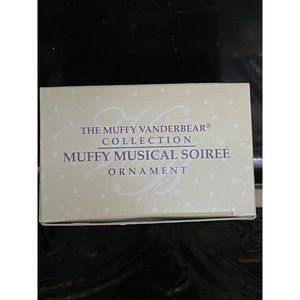 THE MUFFY VANDERBEAR®
COLLECTION
MUFFY MUSICAL SOIREÉ
ORNAMENT